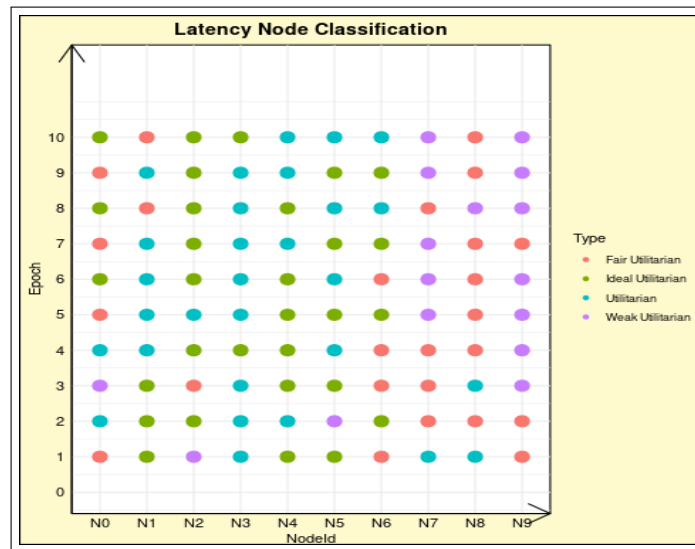 Latency Node Classification
10
9
8
7
6
5
4
3
2
1
0
Epoch
N0 N1 N2 N3 N4 N5 N6 N7 N8 N9
NodeId
Type
Fair Utilitarian
Ideal Utilitarian
Utilitarian
Weak Utilitarian